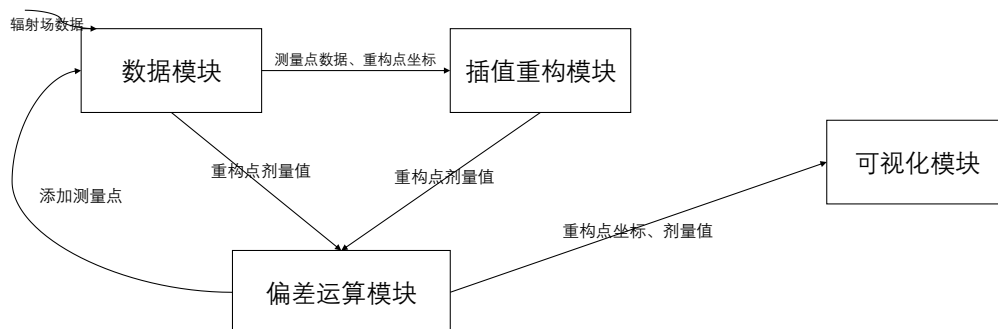 辐射场数据
数据模块
测量点数据、重构点坐标
插值重构模块
可视化模块
重构点剂量值
重构点剂量值
添加测量点
重构点坐标、剂量值
偏差运算模块